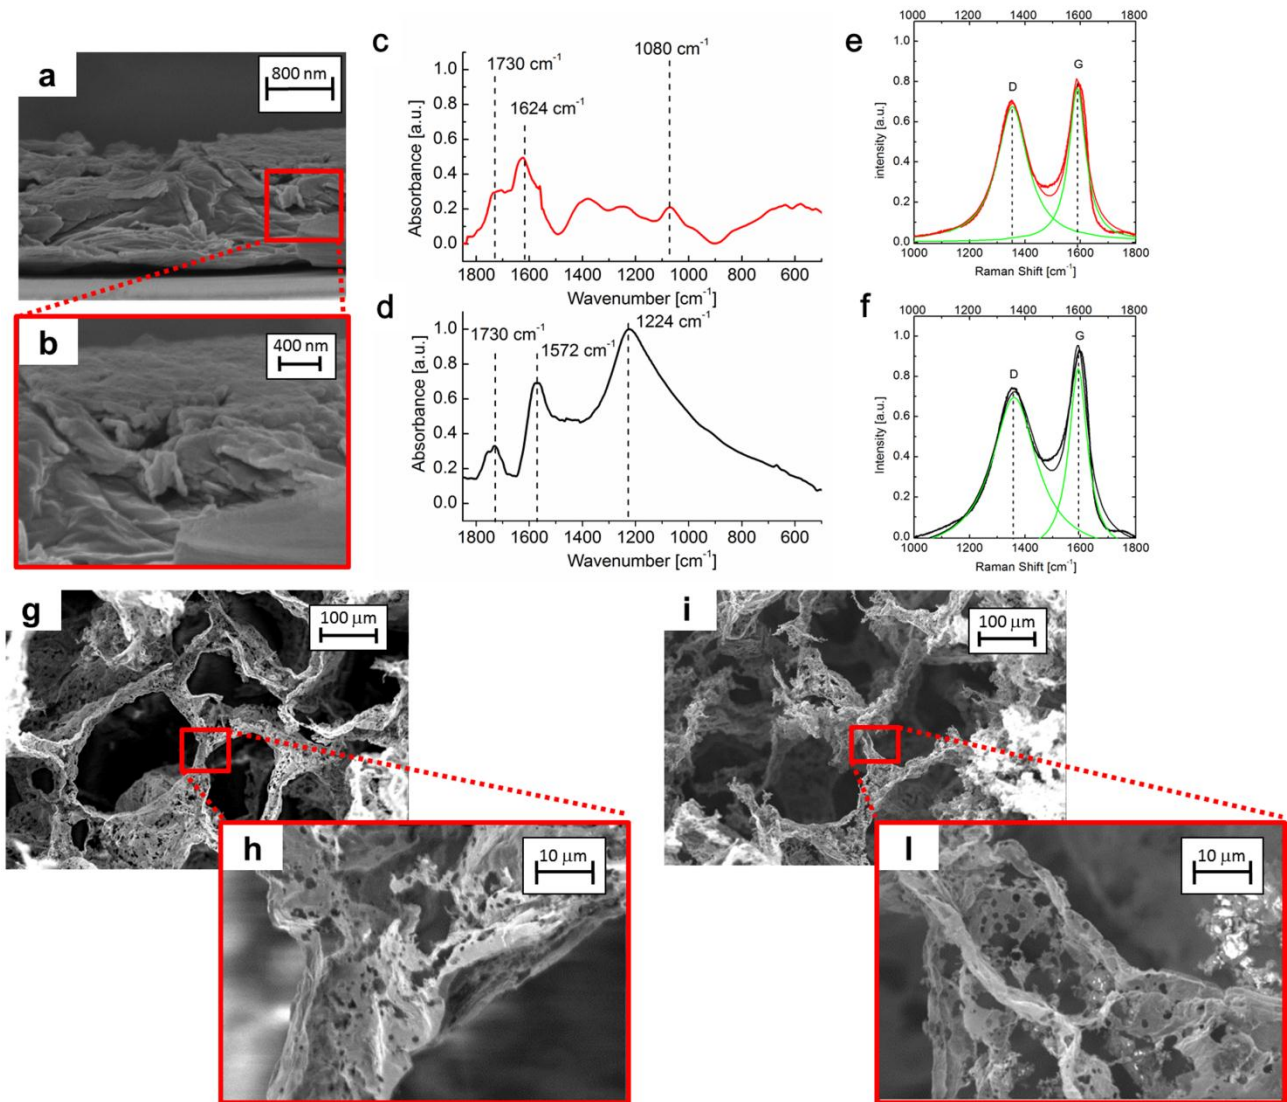 a
800 nm
b
400 nm
c
1730 cm⁻¹
1624 cm⁻¹
1080 cm⁻¹
Absorbance [a.u.]
1.0
0.8
0.6
0.4
0.2
0.0
1800 1600 1400 1200 1000 800 600
Wavenumber [cm⁻¹]
d
1730 cm⁻¹
1572 cm⁻¹
1224 cm⁻¹
Absorbance [a.u.]
1.0
0.8
0.6
0.4
0.2
0.0
1800 1600 1400 1200 1000 800 600
Wavenumber [cm⁻¹]
e
1000 1200 1400 1600 1800
D
G
intensity [a.u.]
1.0
0.8
0.6
0.4
0.2
0.0
1000 1200 1400 1600 1800
Raman Shift [cm⁻¹]
f
1000 1200 1400 1600 1800
D
G
Intensity [a.u.]
1.0
0.8
0.6
0.4
0.2
0.0
1000 1200 1400 1600 1800
Raman Shift [cm⁻¹]
g
100 μm
h
10 μm
i
100 μm
l
10 μm